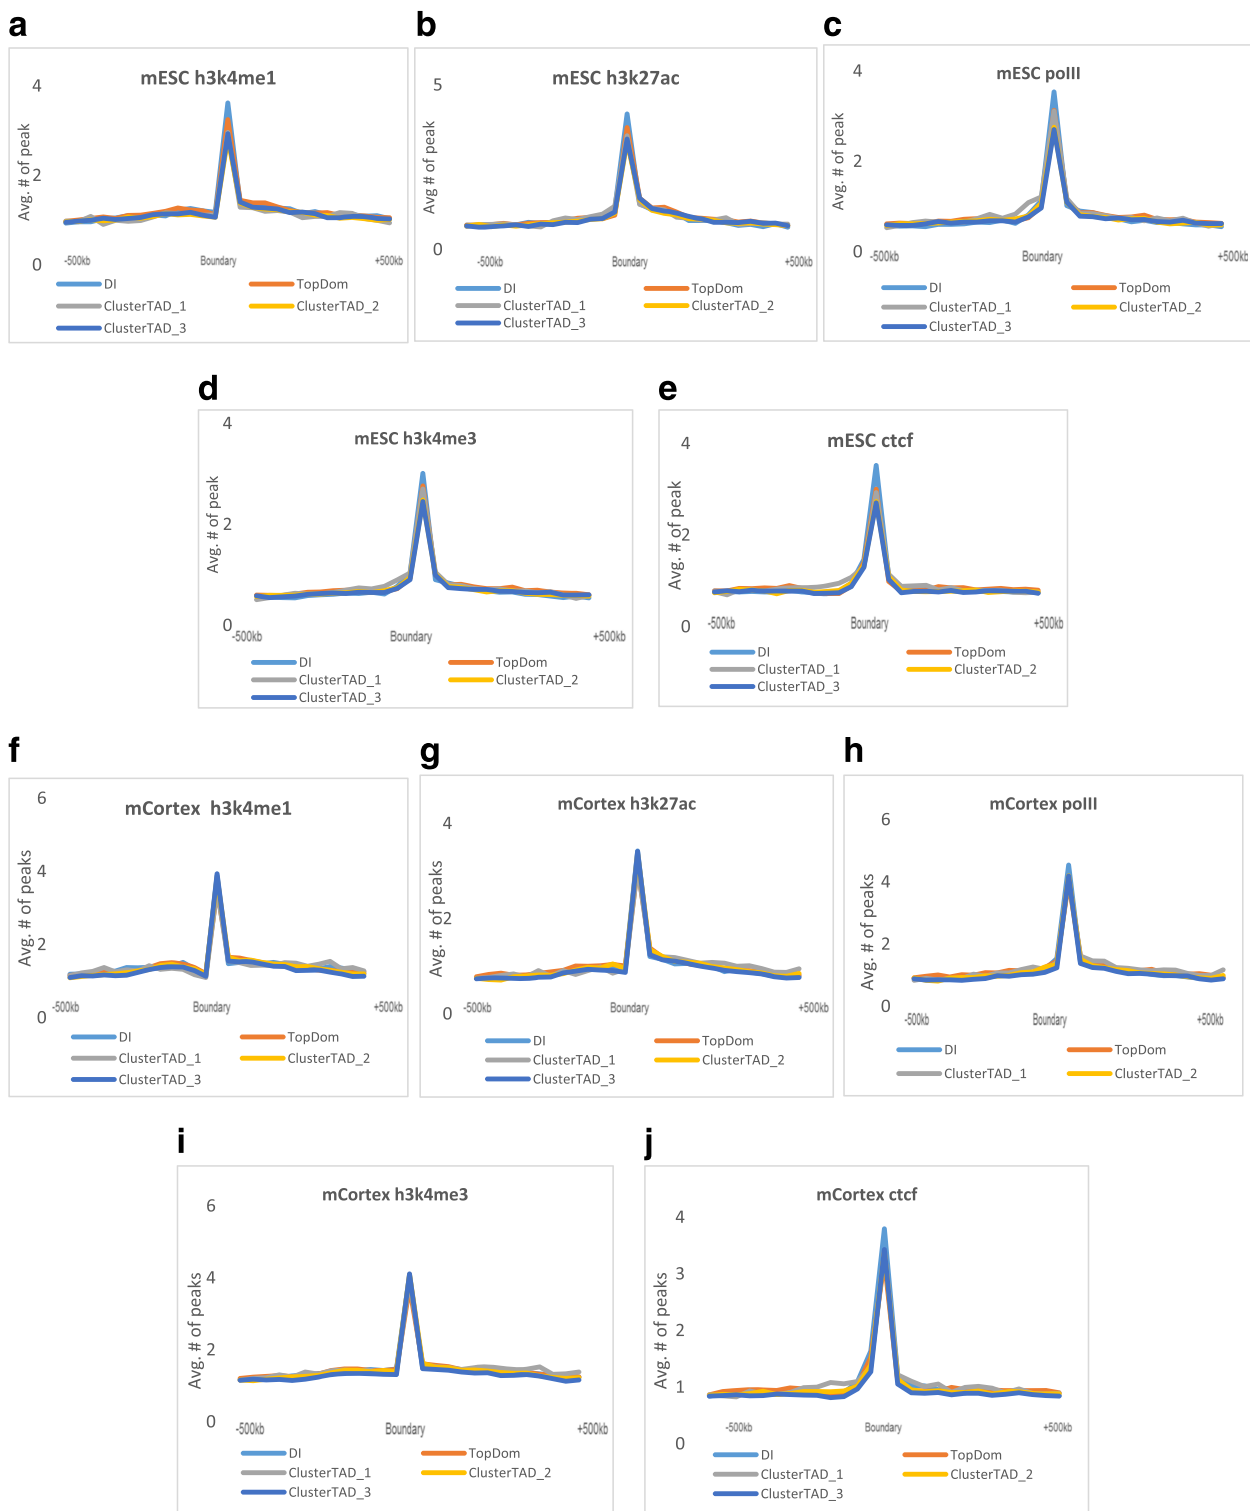 a
mESC h3k4me1
Avg. # of peak
4
2
0
-500kb Boundary +500kb
DI TopDom
ClusterTAD_1 ClusterTAD_2
ClusterTAD_3
b
mESC h3k27ac
Avg # of peak
5
0
-500kb Boundary +500kb
DI TopDom
ClusterTAD_1 ClusterTAD_2
ClusterTAD_3
c
mESC polII
Avg. # of peak
4
2
0
-500kb Boundary +500kb
DI TopDom
ClusterTAD_1 ClusterTAD_2
ClusterTAD_3
d
mESC h3k4me3
Avg. # of peak
4
2
0
-500kb Boundary +500kb
DI TopDom
ClusterTAD_1 ClusterTAD_2
ClusterTAD_3
e
mESC ctcf
Avg. # of peak
4
2
0
-500kb Boundary +500kb
DI TopDom
ClusterTAD_1 ClusterTAD_2
ClusterTAD_3
f
mCortex h3k4me1
Avg. # of peaks
6
4
2
0
-500kb Boundary +500kb
DI TopDom
ClusterTAD_1 ClusterTAD_2
ClusterTAD_3
g
mCortex h3k27ac
Avg. # of peaks
4
2
0
-500kb Boundary +500kb
DI TopDom
ClusterTAD_1 ClusterTAD_2
ClusterTAD_3
h
mCortex polII
Avg. # of peaks
6
4
2
0
-500kb Boundary +500kb
DI TopDom
ClusterTAD_1 ClusterTAD_2
i
mCortex h3k4me3
Avg. # of peaks
6
4
2
0
-500kb Boundary +500kb
DI TopDom
ClusterTAD_1 ClusterTAD_2
ClusterTAD_3
j
mCortex ctcf
Avg. # of peaks
4
3
2
1
0
-500kb Boundary +500kb
DI TopDom
ClusterTAD_1 ClusterTAD_2
ClusterTAD_3